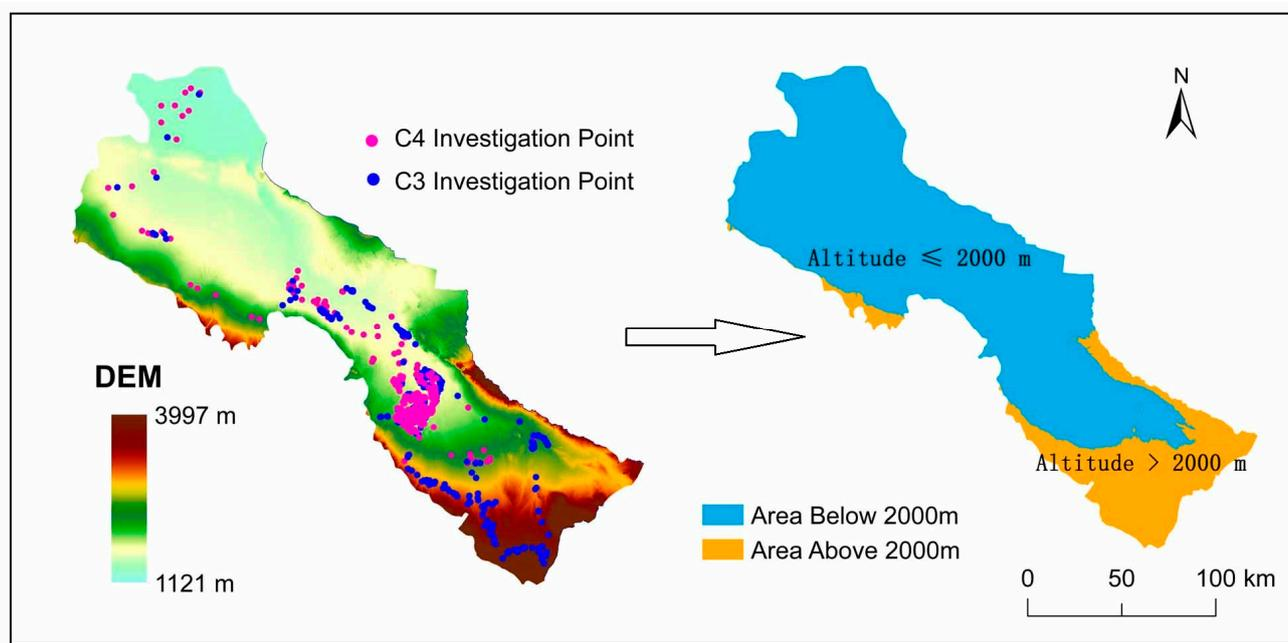 N
C4 Investigation Point
C3 Investigation Point
Altitude ≤ 2000 m
DEM
3997 m
1121 m
Altitude > 2000 m
Area Below 2000m
Area Above 2000m
0 50 100 km